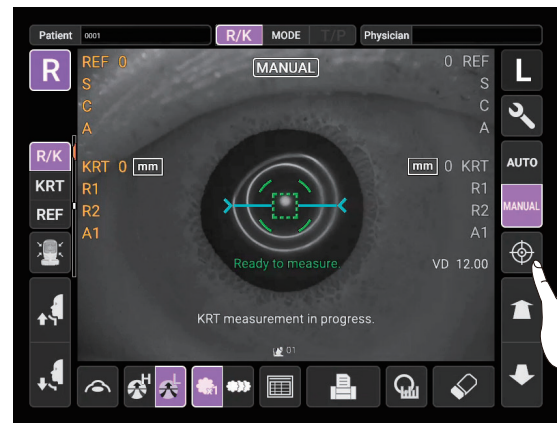 Patient 0001 R/K MODE T/P Physician
R L
REF 0 MANUAL 0 REF
S S
C C
A A
R/K AUTO
KRT 0 mm mm 0 KRT
KRT R1 R1
REF R2 R2 MANUAL
A1 A1
Ready to measure. VD 12.00
KRT measurement in progress.
01
H L R1